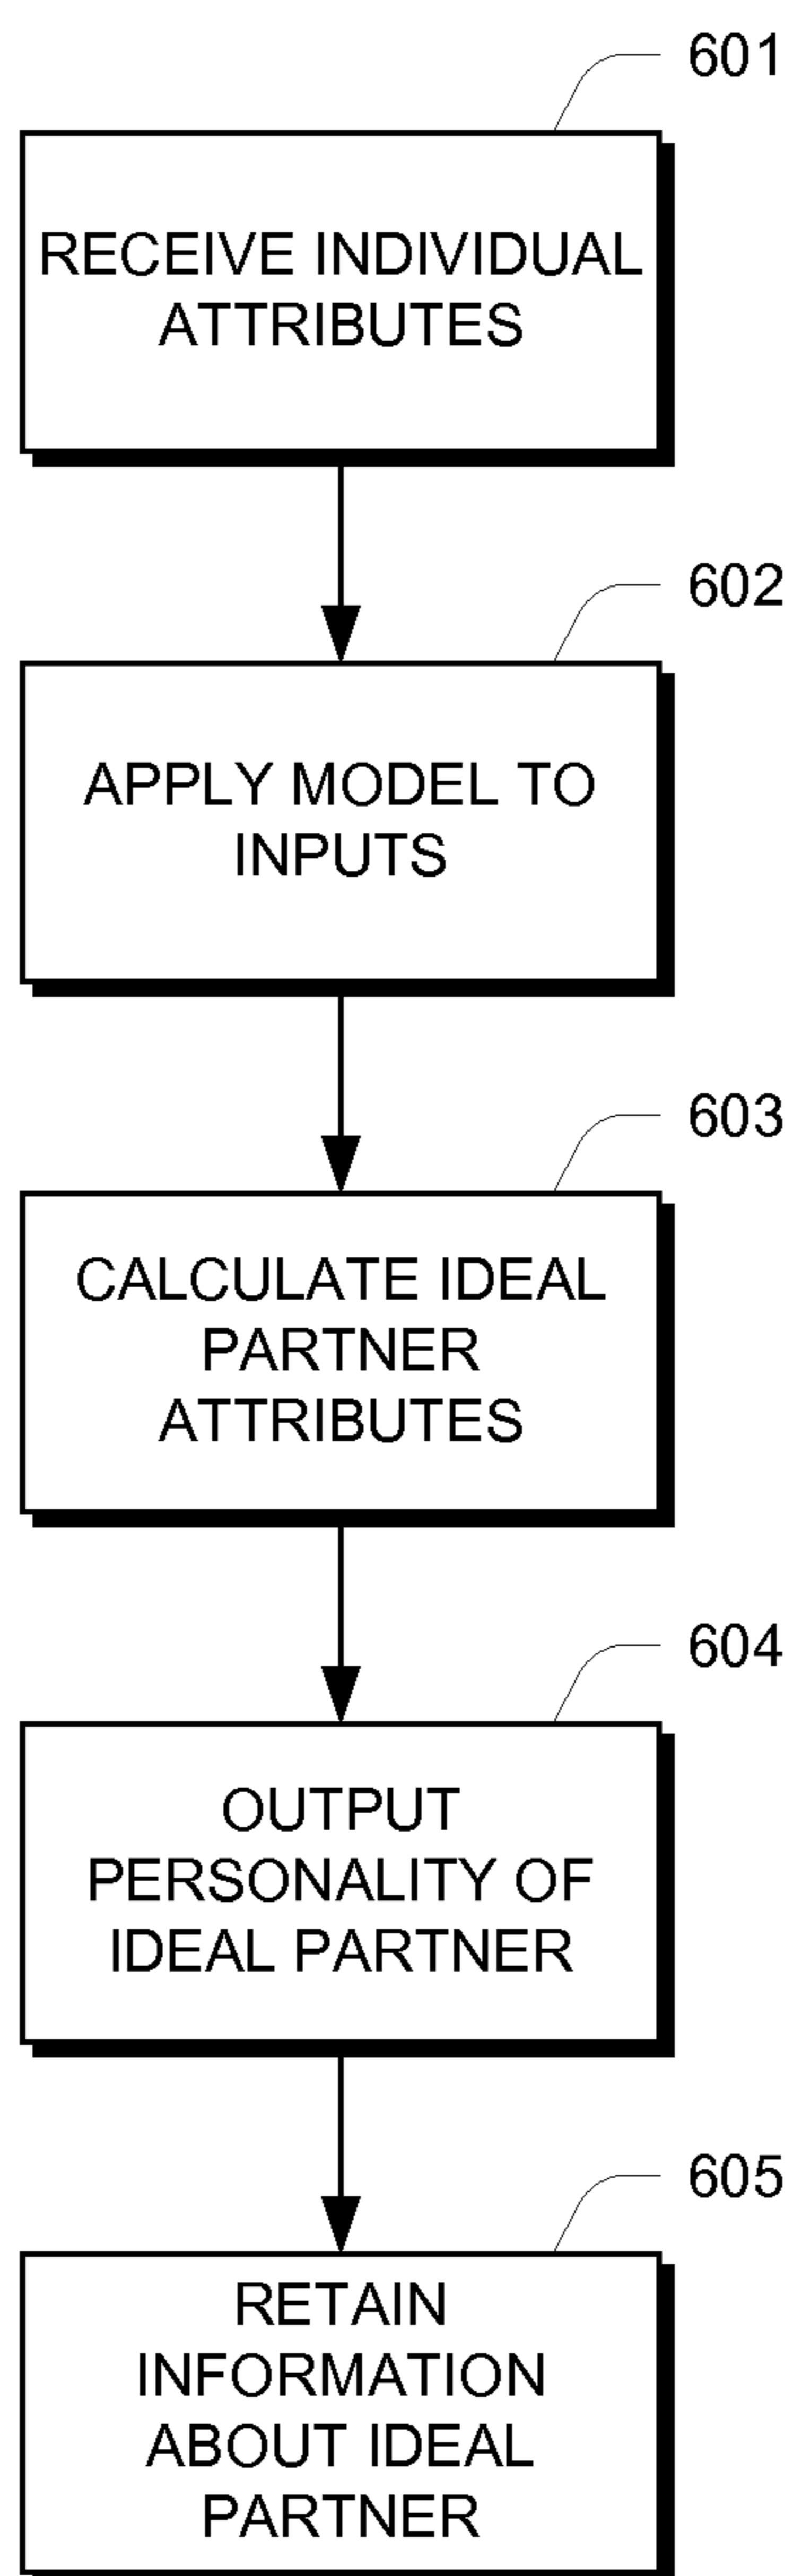 601
RECEIVE INDIVIDUAL
ATTRIBUTES
602
APPLY MODEL TO
INPUTS
603
CALCULATE IDEAL
PARTNER
ATTRIBUTES
604
OUTPUT
PERSONALITY OF
IDEAL PARTNER
605
RETAIN
INFORMATION
ABOUT IDEAL
PARTNER